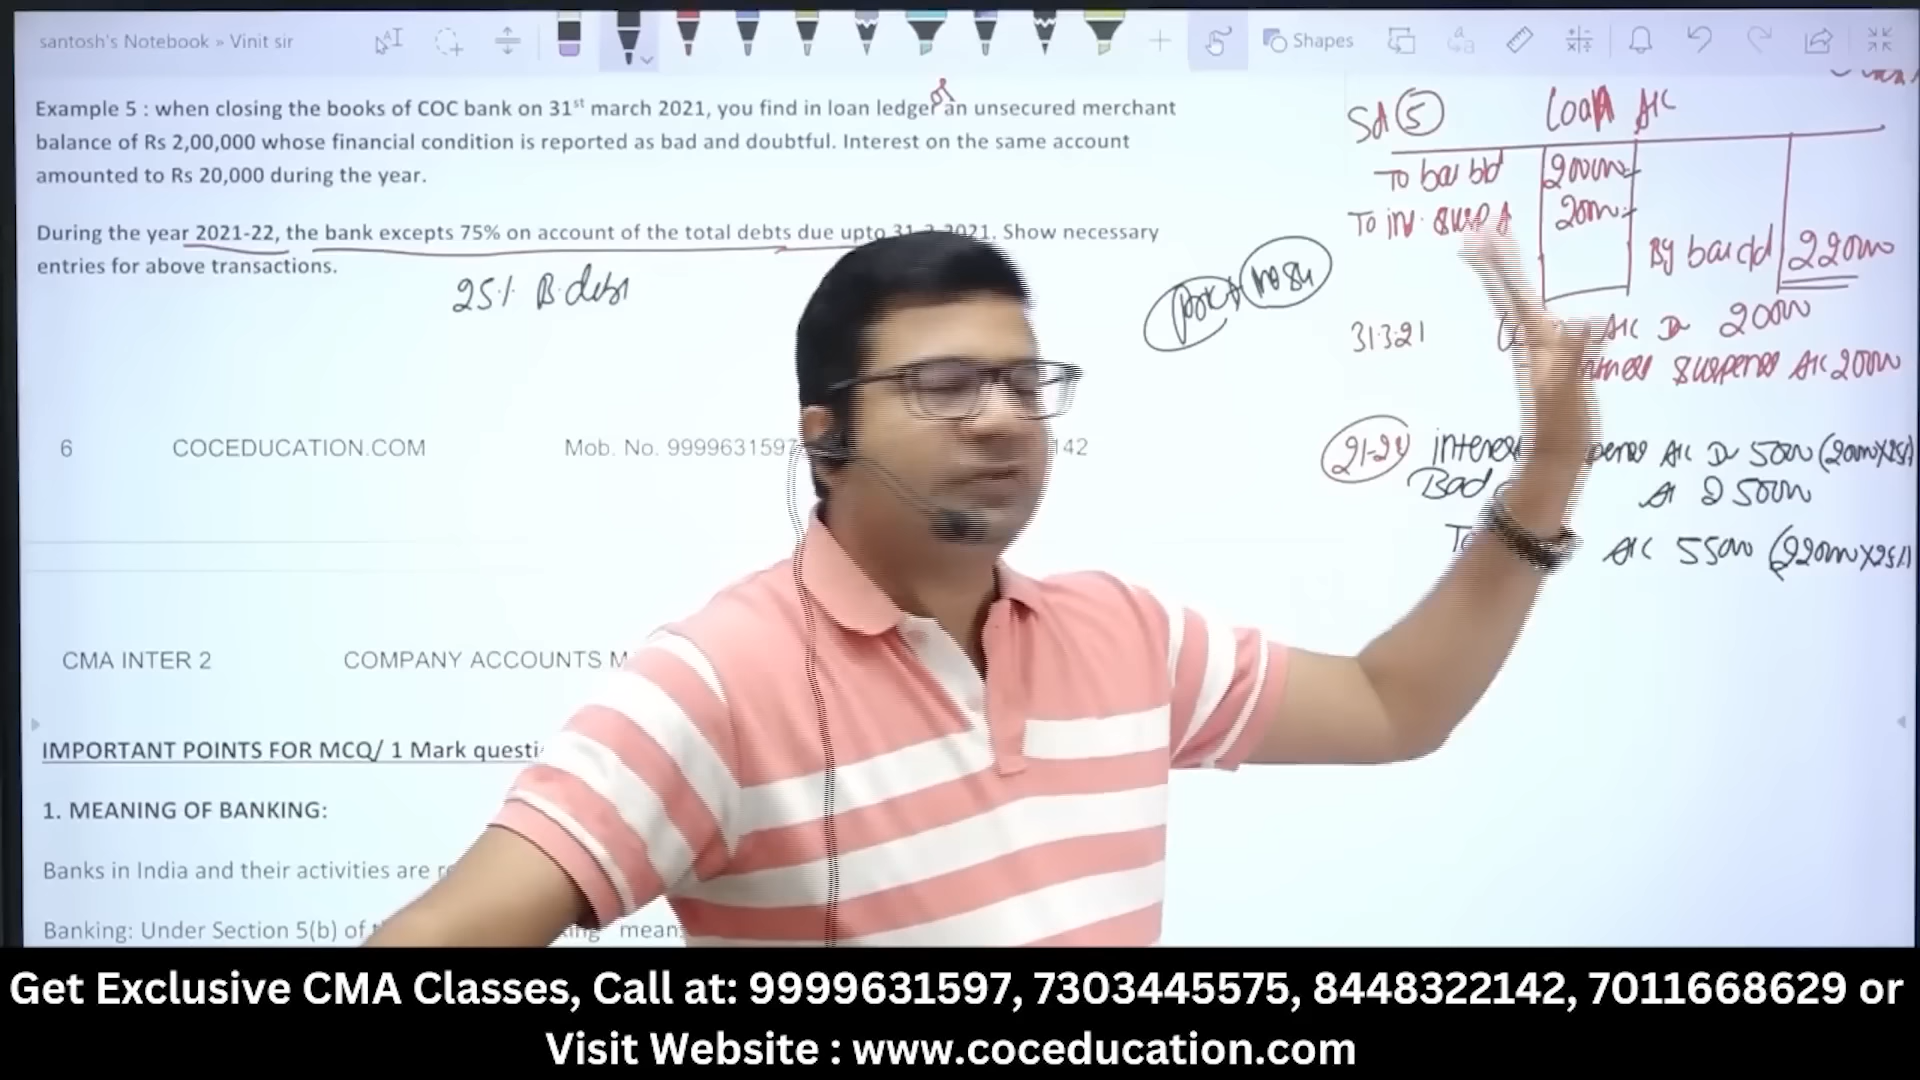 santosh's Notebook » Vinit sir
Shapes
Example 5 : when closing the books of COC bank on 31st march 2021, you find in loan ledger of an unsecured merchant
balance of Rs 2,00,000 whose financial condition is reported as bad and doubtful. Interest on the same account
amounted to Rs 20,000 during the year.
During the year 2021-22, the bank excepts 75% on account of the total debts due upto 2021. Show necessary
entries for above transactions.
25% B. debt
Sol 5 Loan A/C
To bal b/d 200000
To int. susp 20000
By bal c/d 220000
31.3.21 A/C Dr 20000
suspense A/C 20000
21-22 interest A/C Dr 5000 (20000x25%)
Bad Dr 50000
To A/C 55000 (220000x25%)
6 COCEDUCATION.COM Mob. No. 9999631597 142
CMA INTER 2 COMPANY ACCOUNTS
IMPORTANT POINTS FOR MCQ/ 1 Mark questi
1. MEANING OF BANKING:
Banks in India and their activities are
Banking: Under Section 5(b) of mean
Get Exclusive CMA Classes, Call at: 9999631597, 7303445575, 8448322142, 7011668629 or
Visit Website : www.coceducation.com